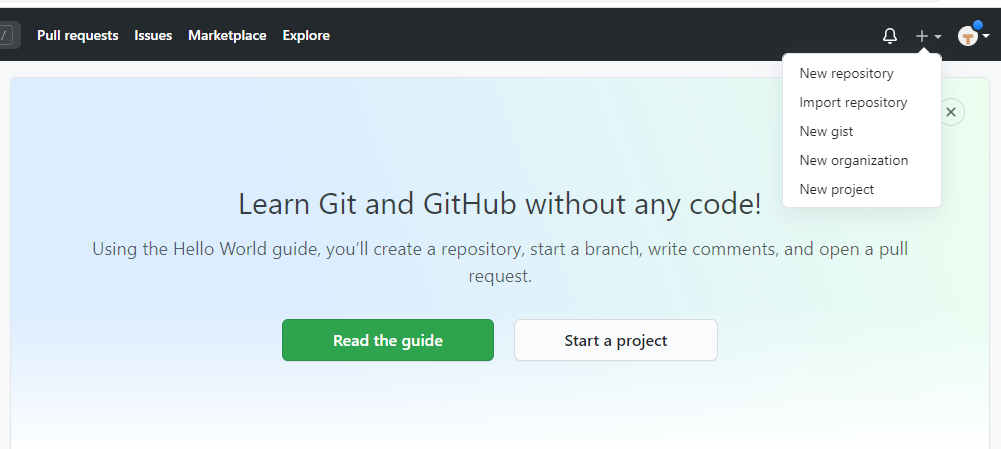 / Pull requests Issues Marketplace Explore
New repository
Import repository
New gist
New organization
New project
Learn Git and GitHub without any code!
Using the Hello World guide, you’ll create a repository, start a branch, write comments, and open a pull
request.
Read the guide Start a project